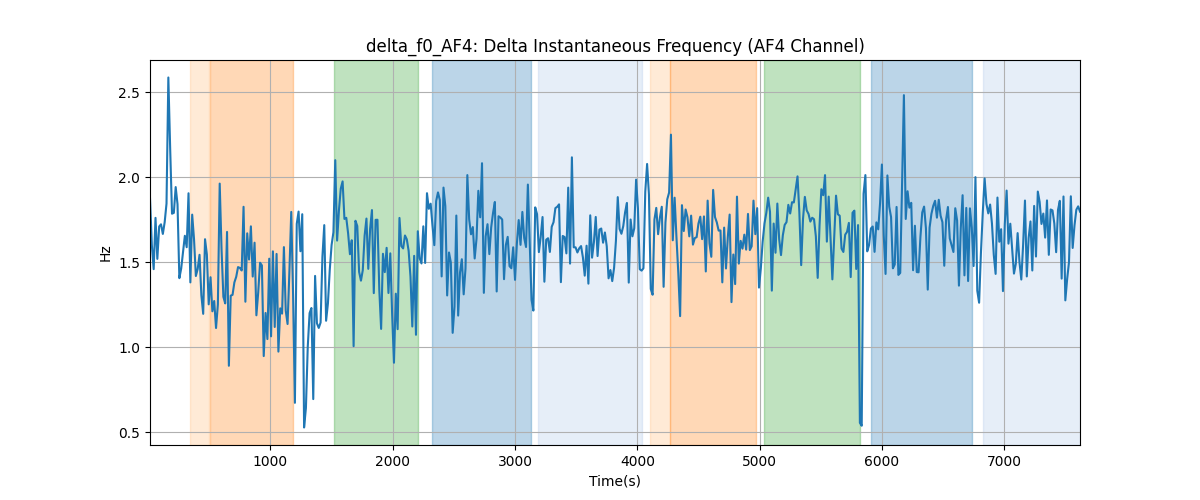 delta_f0_AF4: Delta Instantaneous Frequency (AF4 Channel)
Hz
2.5
2.0
1.5
1.0
0.5
1000 2000 3000 4000 5000 6000 7000
Time(s)